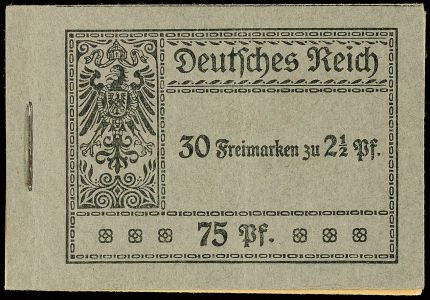 Deutsches Reich
30 Freimarken zu 2½ Pf.
75 Pf.